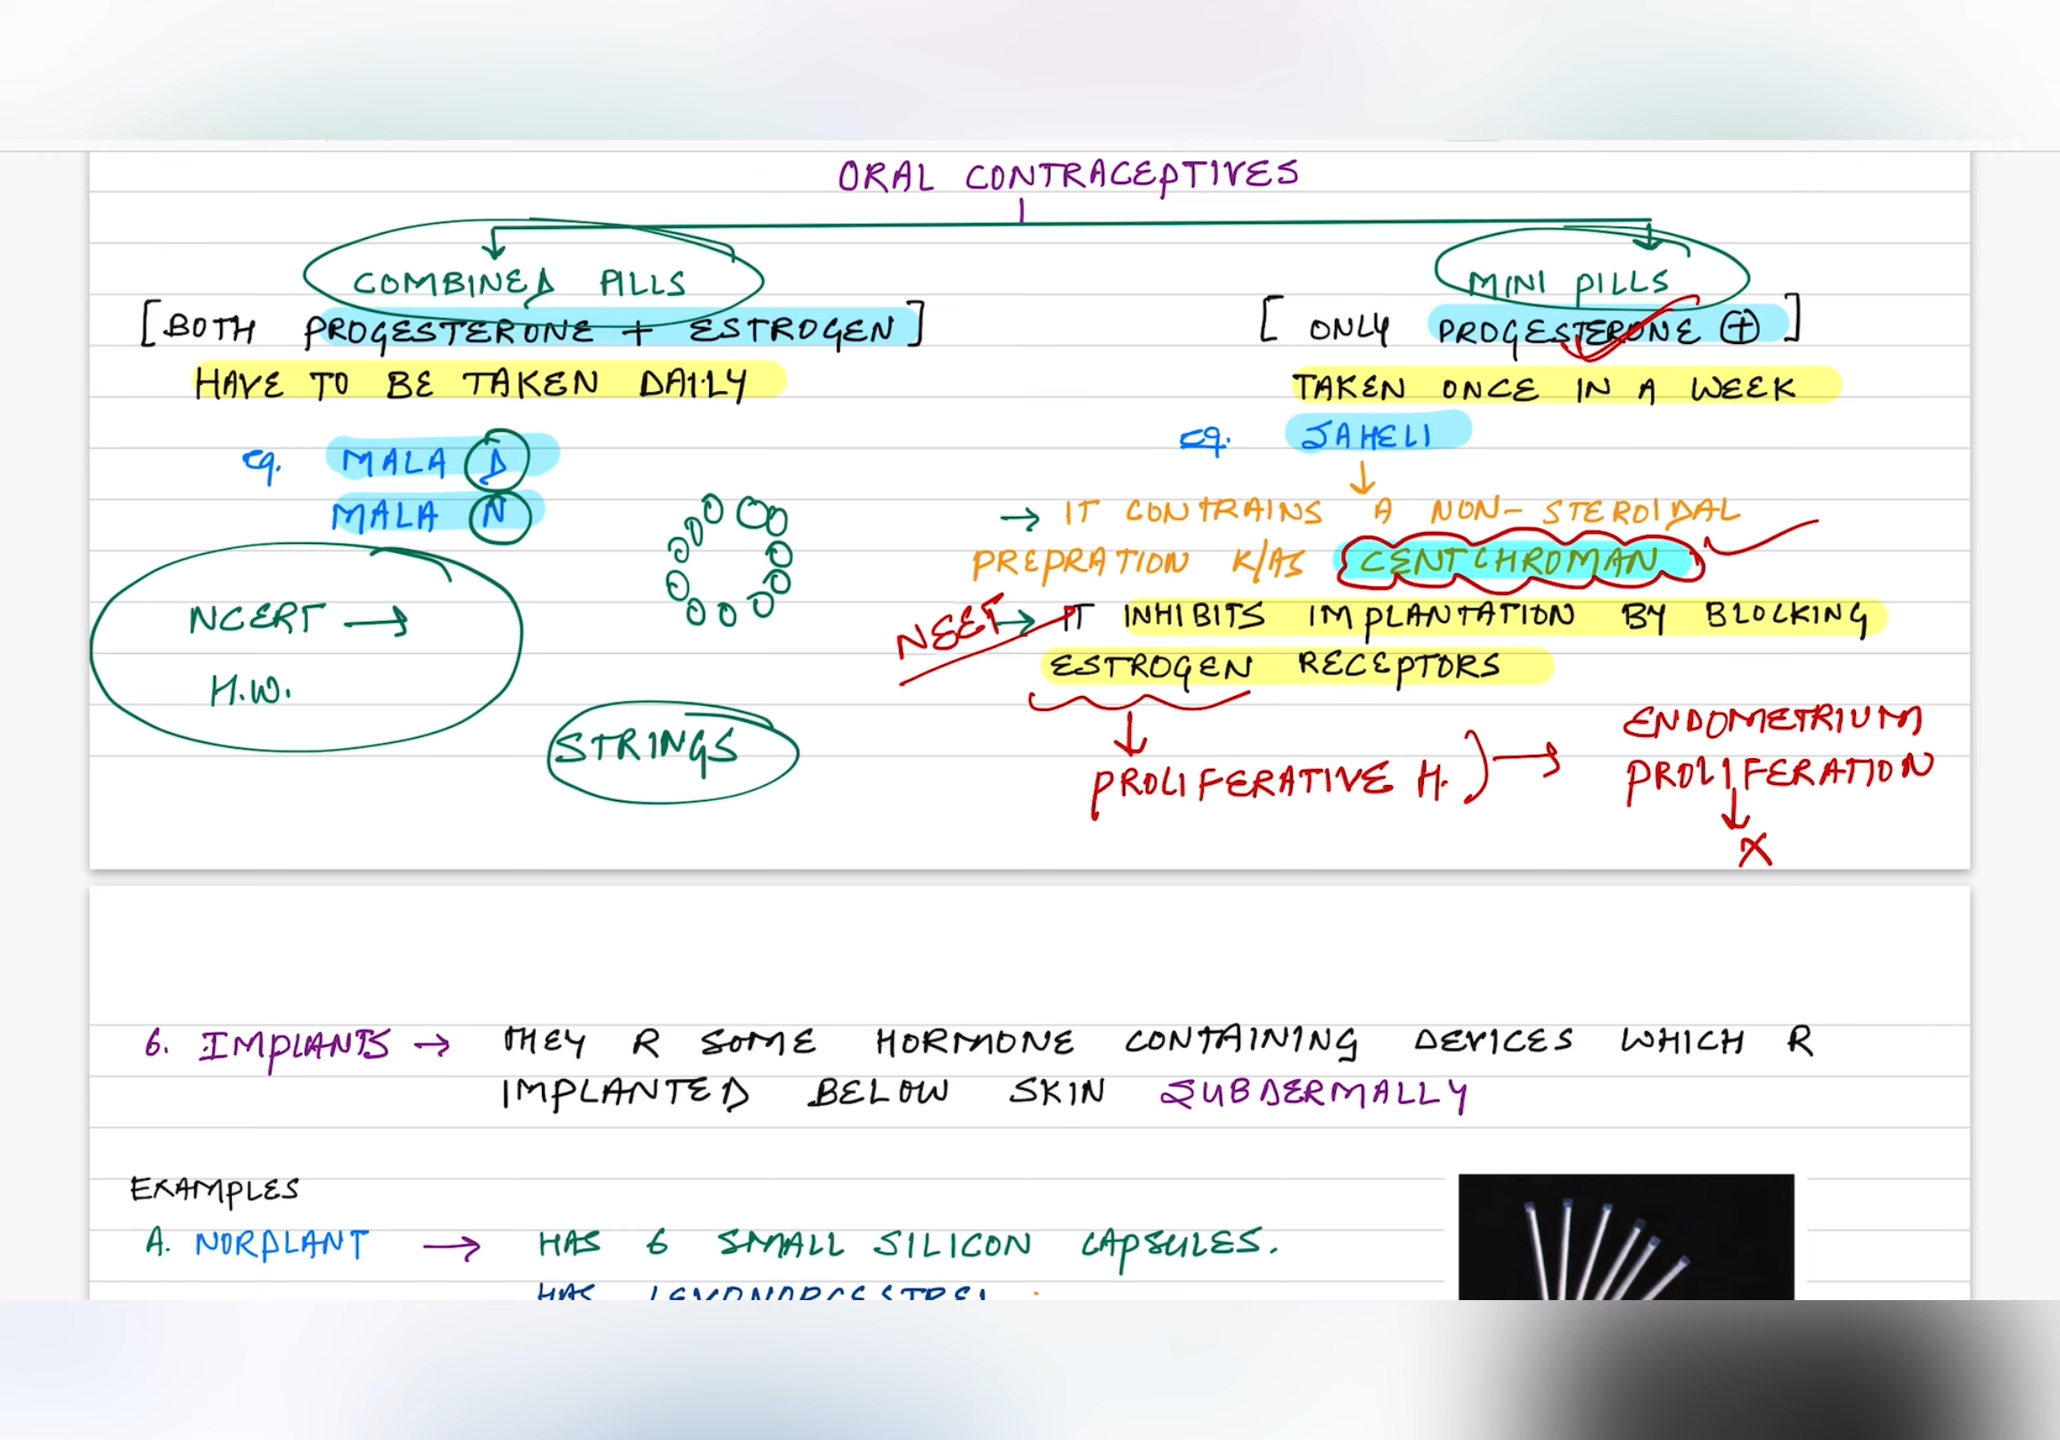 ORAL CONTRACEPTIVES
COMBINED PILLS
[BOTH PROGESTERONE + ESTROGEN]
HAVE TO BE TAKEN DAILY
eg. MALA D
MALA N
NCERT →
H.W.
STRINGS
MINI PILLS
[ ONLY PROGESTERONE ⊕ ]
TAKEN ONCE IN A WEEK
eg. SAHELI
→ IT CONTRAINS A NON-STEROIDAL
PREPRATION K/AS CENTCHROMAN
NEET → IT INHIBITS IMPLANTATION BY BLOCKING
ESTROGEN RECEPTORS
PROLIFERATIVE H. ) → ENDOMETRIUM
PROLIFERATION
X
6. IMPLANTS → THEY R SOME HORMONE CONTAINING DEVICES WHICH R
IMPLANTED BELOW SKIN SUBDERMALLY
EXAMPLES
A. NORPLANT → HAS 6 SMALL SILICON CAPSULES.
HAS LEVONORGESTREL